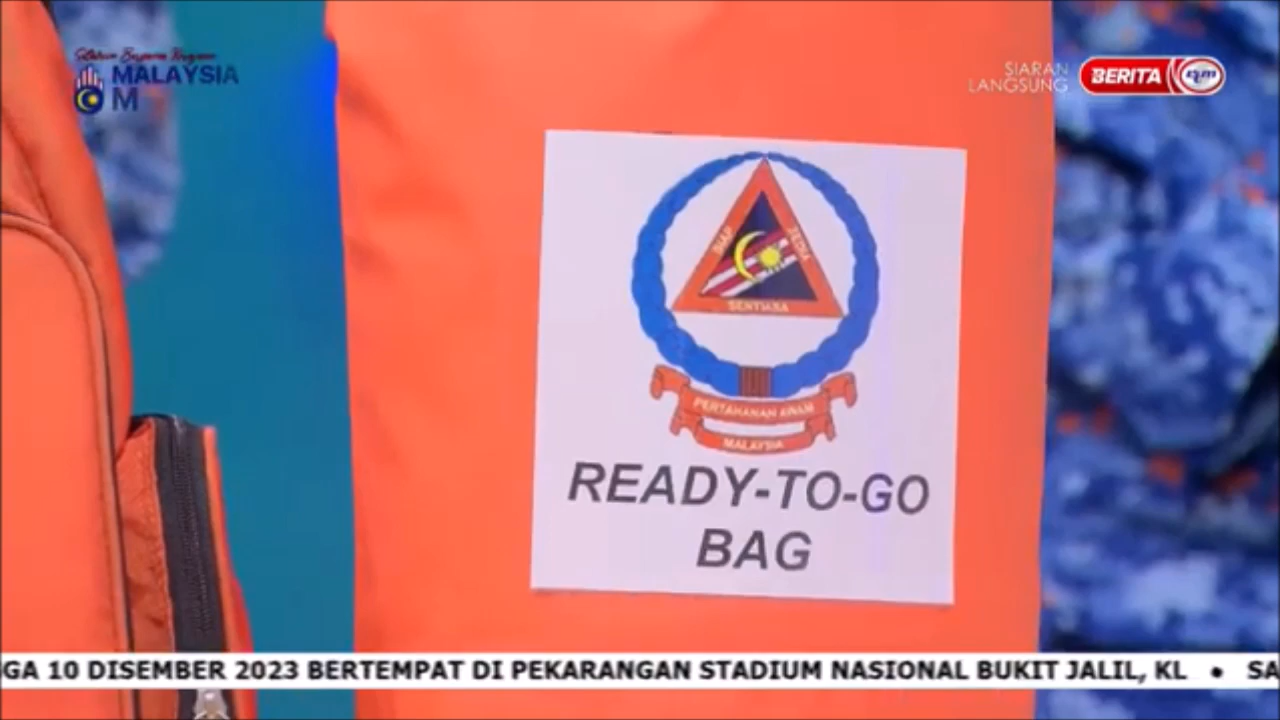 MALAYSIA
M
SIARAN
LANGSUNG
BERITA
SIAP
SEDIA
SENTIASA
PERTAHANAN AWAM
MALAYSIA
READY-TO-GO
BAG
GA 10 DISEMBER 2023 BERTEMPAT DI PEKARANGAN STADIUM NASIONAL BUKIT JALIL, KL • SA